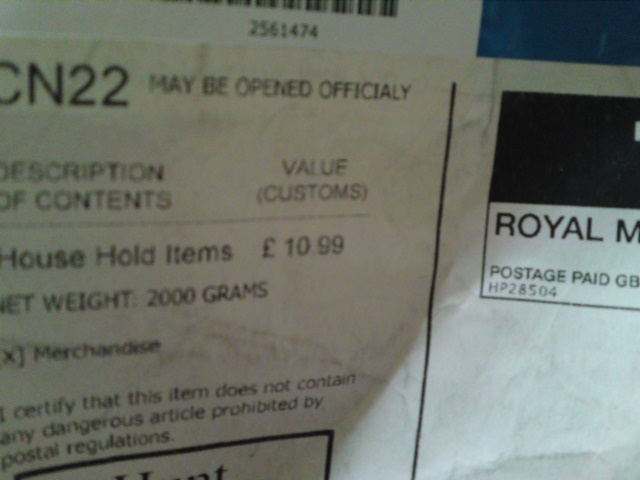 2561474
CN22 MAY BE OPENED OFFICIALY
DESCRIPTION
OF CONTENTS
VALUE
(CUSTOMS)
House Hold Items £ 10.99
NET WEIGHT: 2000 GRAMS
[X] Merchandise
I certify that this item does not contain
any dangerous article prohibited by
postal regulations.
ROYAL M
POSTAGE PAID GB
HP28504